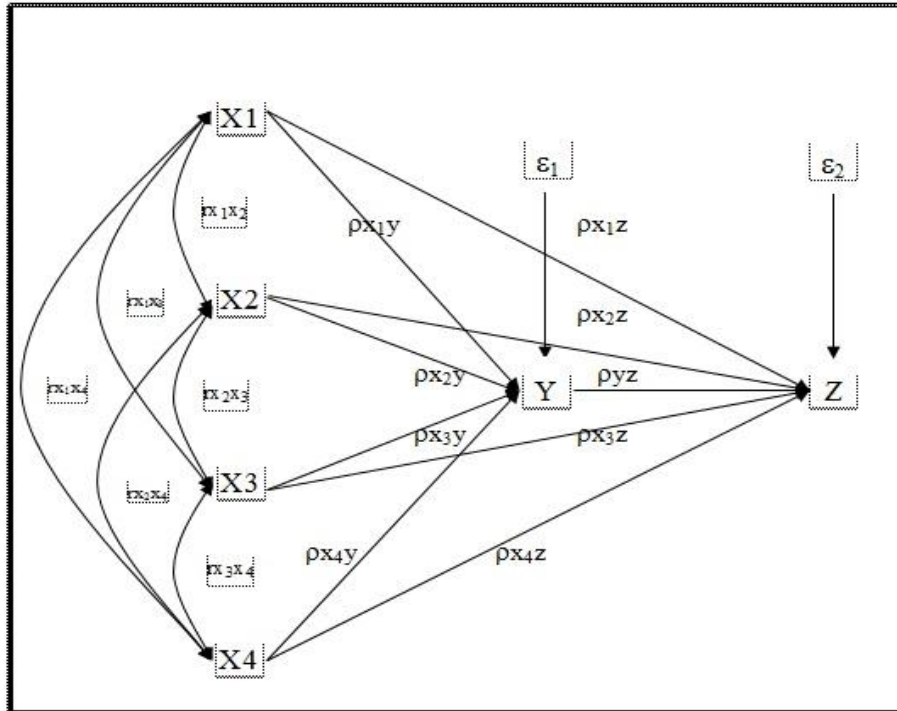 X1
ε₁
ε₂
rx₁x₂
ρx₁y
ρx₁z
X2
rx₁x₃
ρx₂z
ρx₂y
ρyz
rx₁x₄
rx₂x₃
Y
Z
ρx₃y
ρx₃z
X3
rx₂x₄
ρx₄y
ρx₄z
rx₃x₄
X4